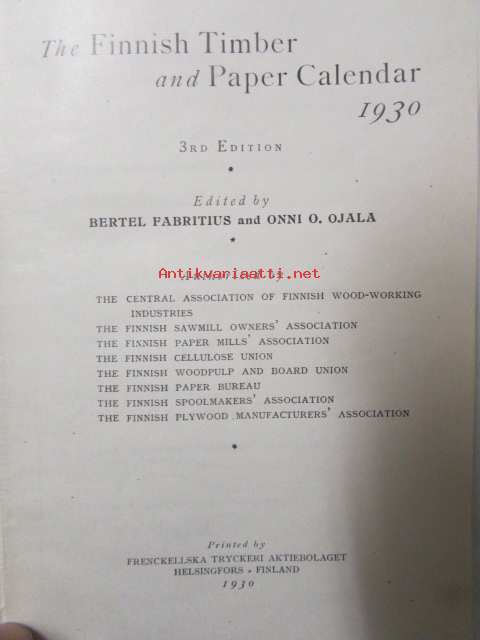 The Finnish Timber
and Paper Calendar
1930
3RD EDITION
Edited by
BERTEL FABRITIUS and ONNI O. OJALA
Antikvariaatti.net
THE CENTRAL ASSOCIATION OF FINNISH WOOD-WORKING
INDUSTRIES
THE FINNISH SAWMILL OWNERS' ASSOCIATION
THE FINNISH PAPER MILLS' ASSOCIATION
THE FINNISH CELLULOSE UNION
THE FINNISH WOODPULP AND BOARD UNION
THE FINNISH PAPER BUREAU
THE FINNISH SPOOLMAKERS' ASSOCIATION
THE FINNISH PLYWOOD MANUFACTURERS' ASSOCIATION
Printed by
FRENCKELLSKA TRYCKERI AKTIEBOLAGET
HELSINGFORS • FINLAND
1930